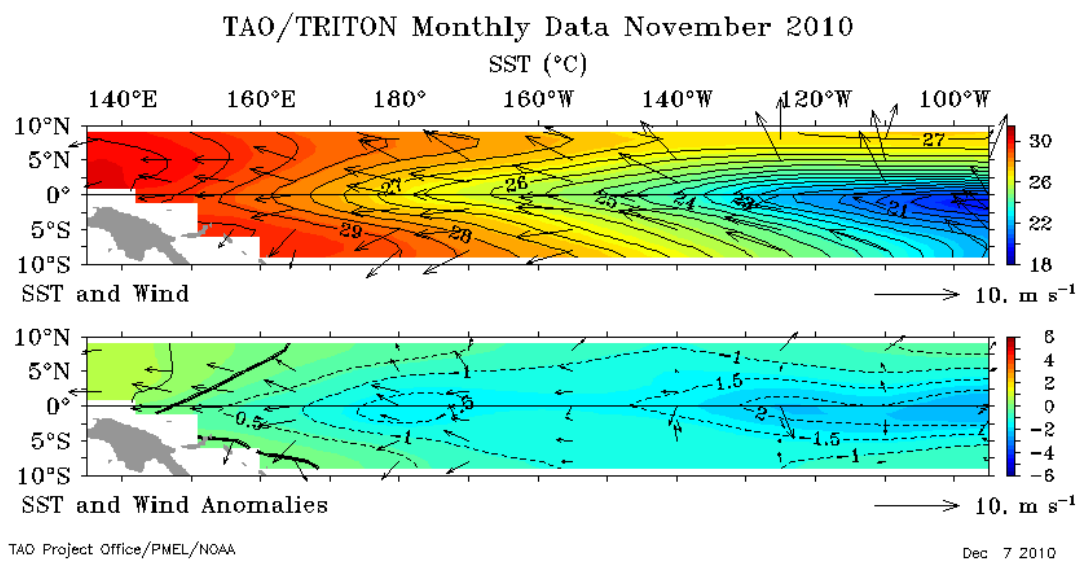 TAO/TRITON Monthly Data November 2010
SST (°C)
140°E 160°E 180° 160°W 140°W 120°W 100°W
10°N
5°N
0°
5°S
10°S
27
27
26
25
24
23
21
29
28
30
26
22
18
SST and Wind
10. m s⁻¹
10°N
5°N
0°
5°S
10°S
-1
-1
-1.5
-0.5
.5
-2
-1.5
-1
-1
6
4
2
0
-2
-4
-6
SST and Wind Anomalies
10. m s⁻¹
TAO Project Office/PMEL/NOAA
Dec 7 2010